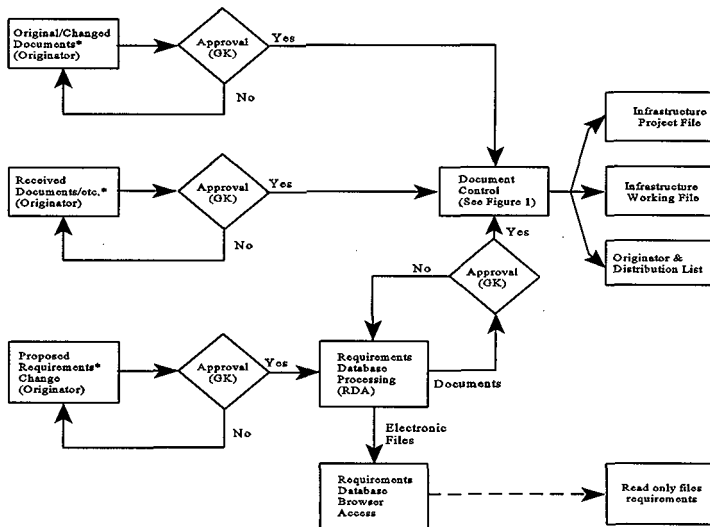 Original/Changed
Documents*
(Originator)
Approval
(GK)
Yes
No
Infrastructure
Project File
Received
Documents/etc.*
(Originator)
Approval
(GK)
Yes
No
Document
Control
(See Figure 1)
Infrastructure
Working File
Yes
Originator &
Distribution List
No
Approval
(GK)
Proposed
Requirements*
Change
(Originator)
Approval
(GK)
Yes
No
Requirements
Database
Processing
(RDA)
Documents
Electronic
Files
Requirements
Database
Browser
Access
Read only files
requirements